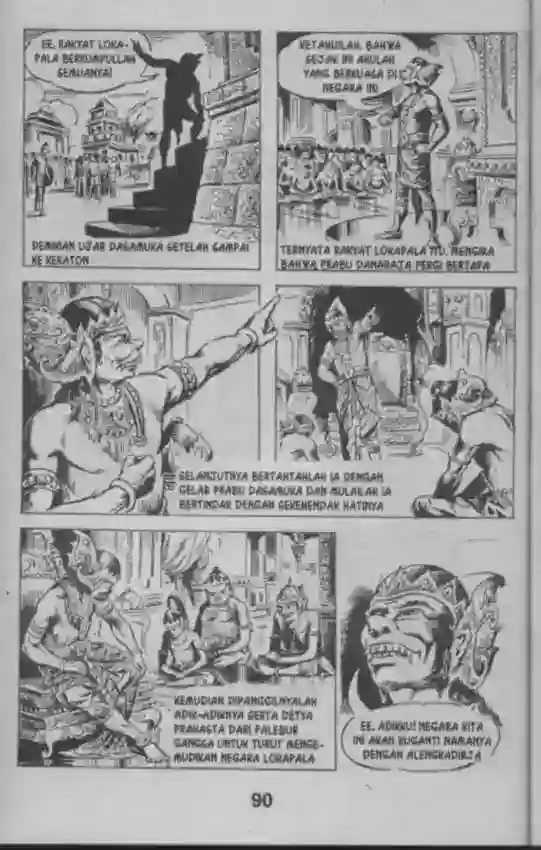 EE, RAKYAT LOKA-
PALA BERKUMPULLAH
SEMUANYA!
DEMIKIAN UJAR DASAMUKA SETELAH SAMPAI
KE KERATON
KETAHUILAH, BAHWA
SEJAK INI AKULAH
YANG BERKUASA DI
NEGARA INI
TERNYATA RAKYAT LOKAPALA ITU, MENGIRA
BAHWA PRABU DANARAJA PERGI BERTAPA
SELANJUTNYA BERTAHTAHLAH IA DENGAN
GELAR PRABU DASAMUKA DAN MULAILAH IA
BERTINDAK DENGAN SEKEHENDAK HATINYA
KEMUDIAN DIPANGGILNYALAH
ADIK-ADIKNYA SERTA DETYA
PRAHASTA DARI PALEBUR
GANGSA UNTUK TURUT MENGE-
MUDIKAN NEGARA LOKAPALA
EE, ADIKKU! NEGARA KITA
INI AKAN KUGANTI NAMANYA
DENGAN ALENGKADIRJA
90